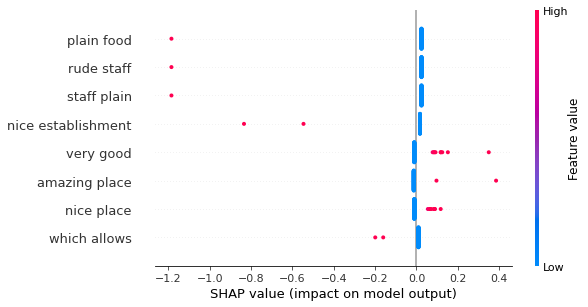 High
plain food
rude staff
staff plain
nice establishment
very good
amazing place
nice place
which allows
Feature value
Low
−1.2 −1.0 −0.8 −0.6 −0.4 −0.2 0.0 0.2 0.4
SHAP value (impact on model output)